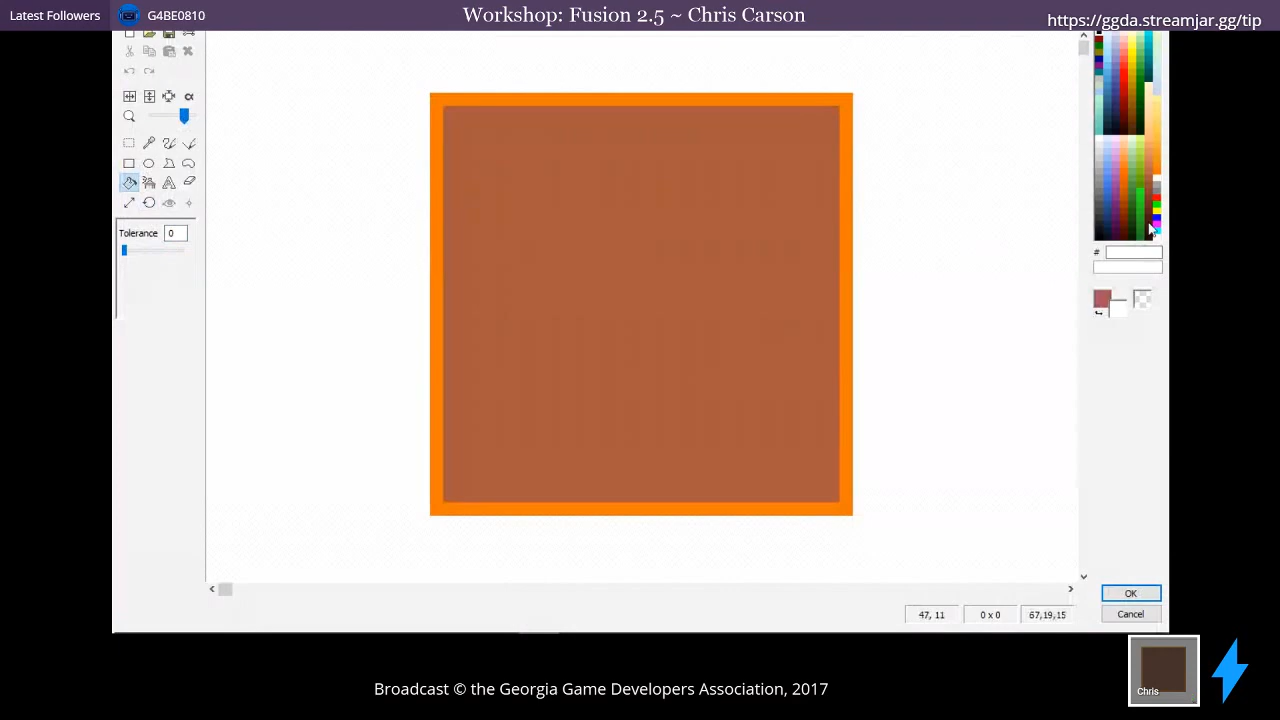 Latest Followers
G4BE0810
Workshop: Fusion 2.5 ~ Chris Carson
https://ggda.streamjar.gg/tip
Tolerance 0
#
47, 11
0 x 0
67,19,15
OK
Cancel
Chris
Broadcast © the Georgia Game Developers Association, 2017